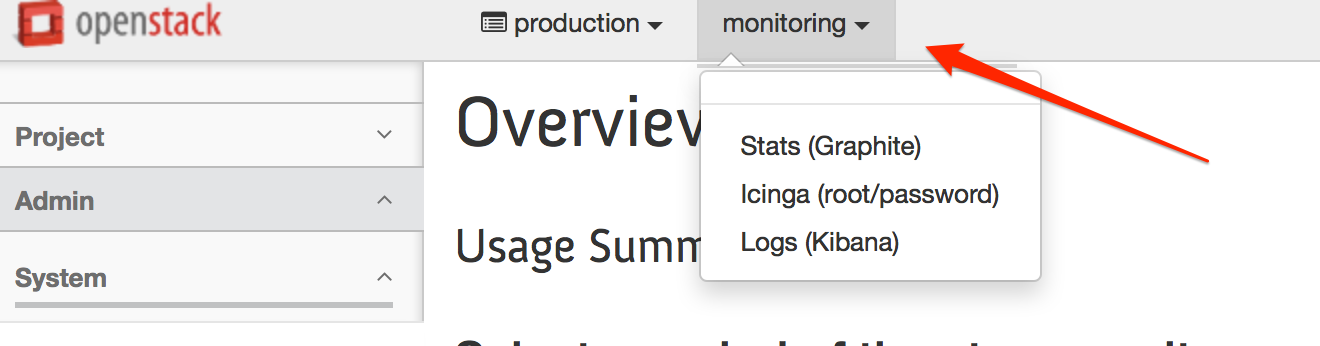 openstack
production
monitoring
Stats (Graphite)
Icinga (root/password)
Logs (Kibana)
Project
Admin
System
Overview
Usage Summ